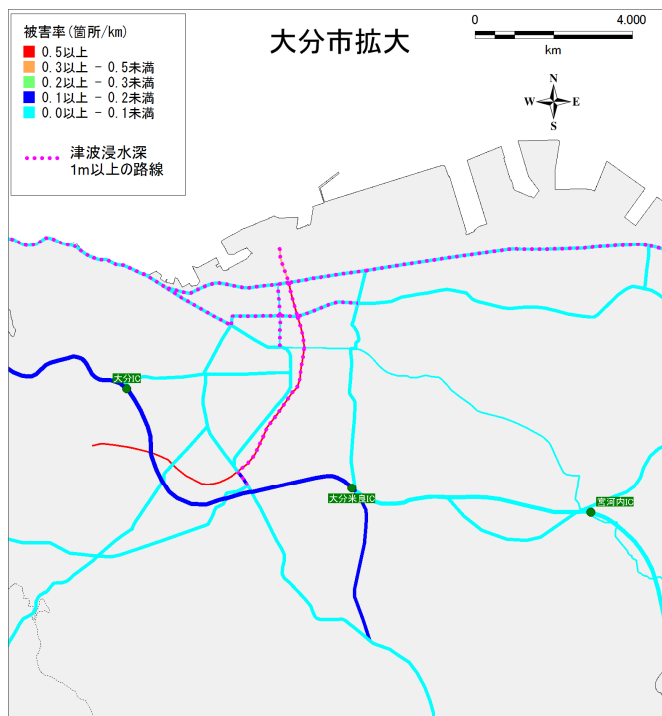 被害率(箇所/km)
0.5以上
0.3以上 - 0.5未満
0.2以上 - 0.3未満
0.1以上 - 0.2未満
0.0以上 - 0.1未満
津波浸水深
1m以上の路線
大分市拡大
0 4.000
km
N
W E
S
大分IC
大分米良IC
宮河内IC